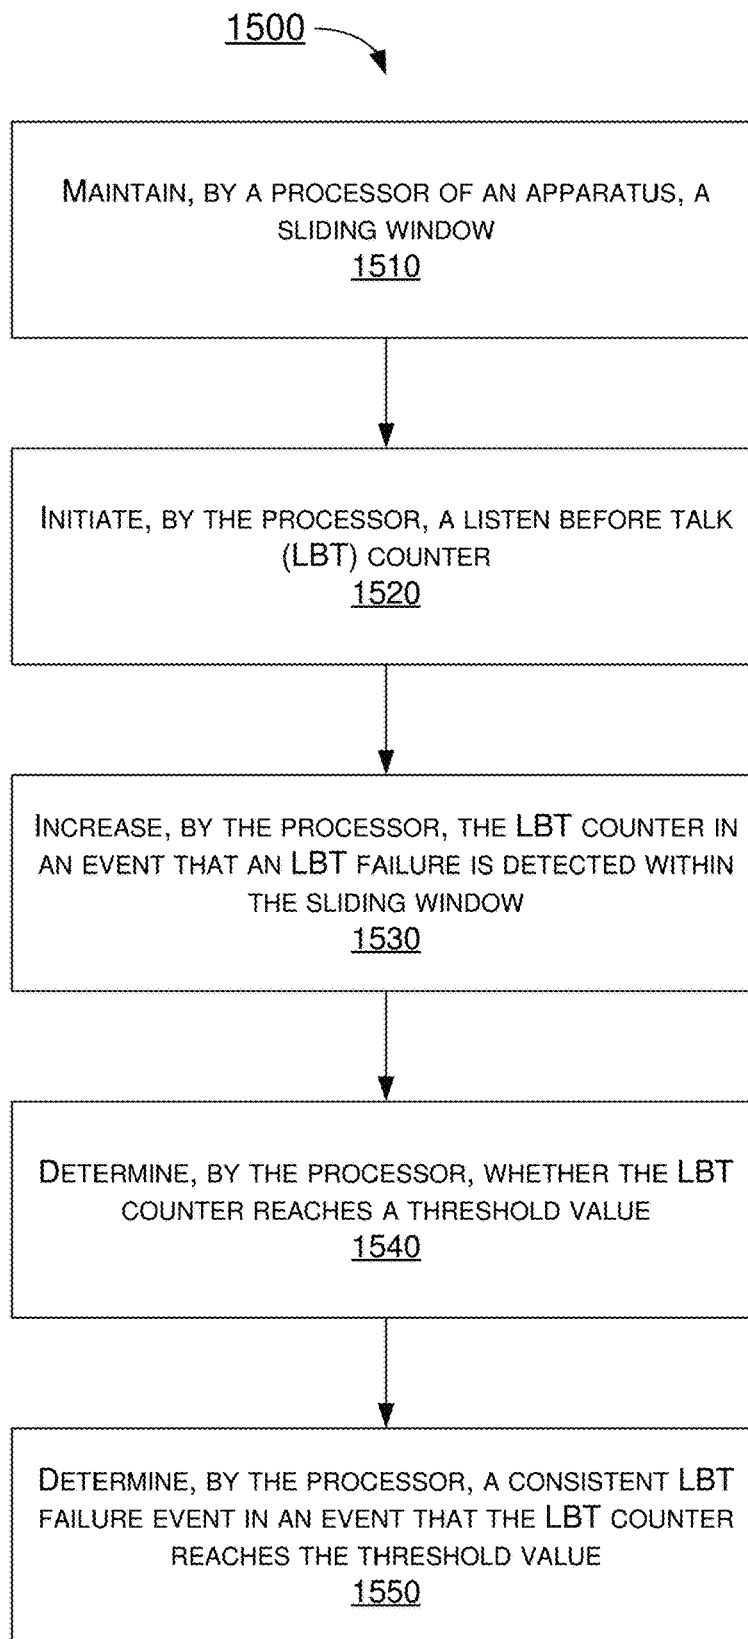 1500
MAINTAIN, BY A PROCESSOR OF AN APPARATUS, A
SLIDING WINDOW
1510
INITIATE, BY THE PROCESSOR, A LISTEN BEFORE TALK
(LBT) COUNTER
1520
INCREASE, BY THE PROCESSOR, THE LBT COUNTER IN
AN EVENT THAT AN LBT FAILURE IS DETECTED WITHIN
THE SLIDING WINDOW
1530
DETERMINE, BY THE PROCESSOR, WHETHER THE LBT
COUNTER REACHES A THRESHOLD VALUE
1540
DETERMINE, BY THE PROCESSOR, A CONSISTENT LBT
FAILURE EVENT IN AN EVENT THAT THE LBT COUNTER
REACHES THE THRESHOLD VALUE
1550